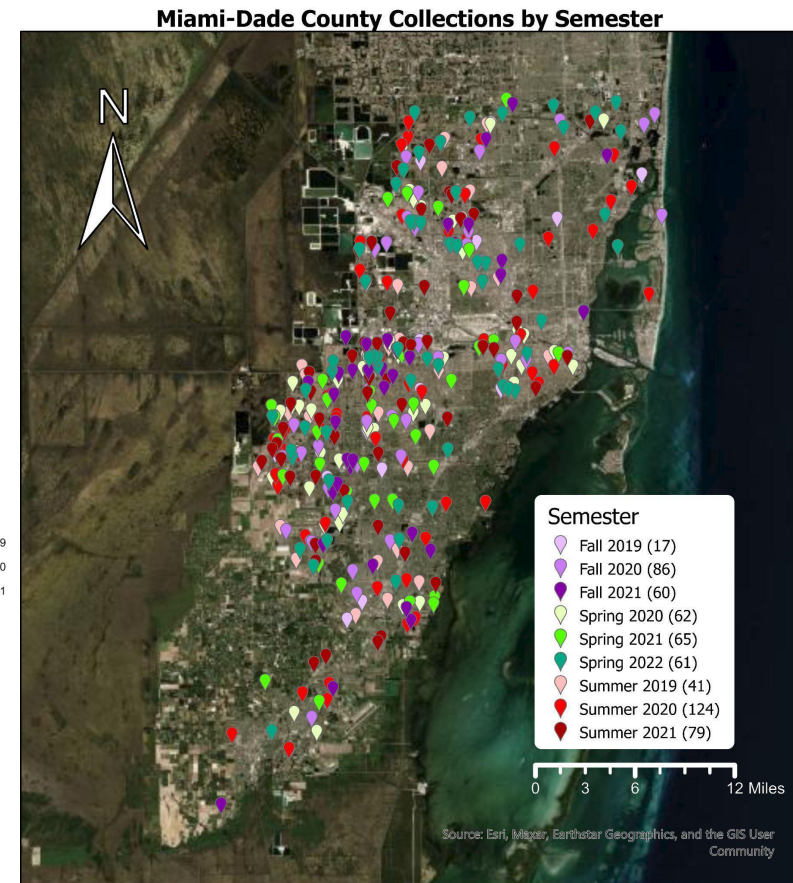 Miami-Dade County Collections by Semester
N
9
0
1
Semester
Fall 2019 (17)
Fall 2020 (86)
Fall 2021 (60)
Spring 2020 (62)
Spring 2021 (65)
Spring 2022 (61)
Summer 2019 (41)
Summer 2020 (124)
Summer 2021 (79)
0 3 6 12 Miles
Source: Esri, Maxar, Earthstar Geographics, and the GIS User
Community